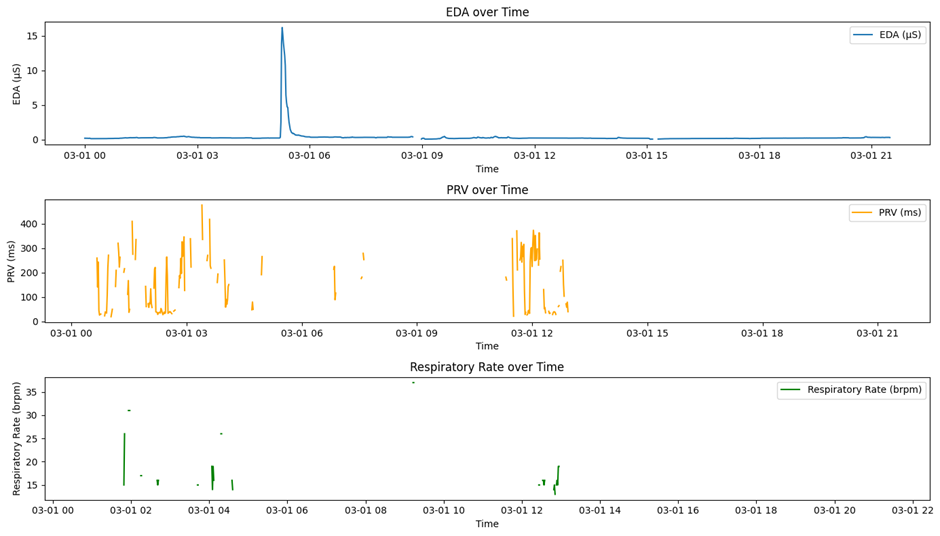 EDA over Time
EDA (μS)
EDA (μS)
15
10
5
0
03-01 00 03-01 03 03-01 06 03-01 09 03-01 12 03-01 15 03-01 18 03-01 21
Time
PRV over Time
PRV (ms)
PRV (ms)
400
300
200
100
0
03-01 00 03-01 03 03-01 06 03-01 09 03-01 12 03-01 15 03-01 18 03-01 21
Time
Respiratory Rate over Time
Respiratory Rate (brpm)
Respiratory Rate (brpm)
35
30
25
20
15
03-01 00 03-01 02 03-01 04 03-01 06 03-01 08 03-01 10 03-01 12 03-01 14 03-01 16 03-01 18 03-01 20 03-01 22
Time